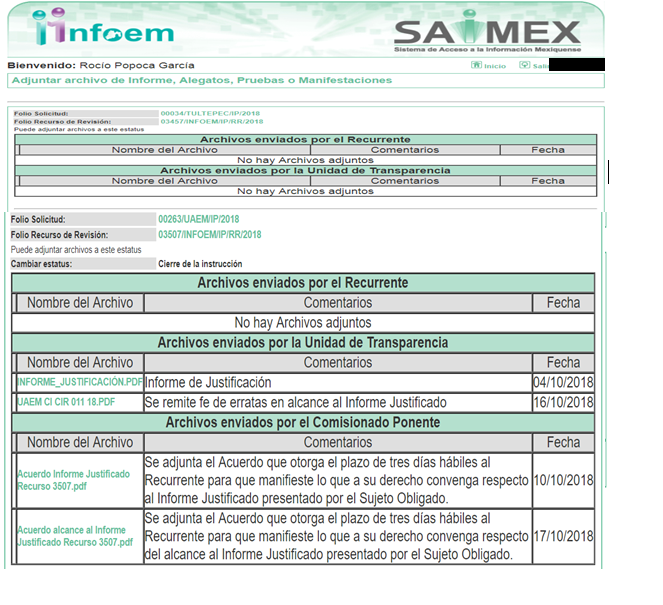 infoem
SAIMEX
Sistema de Acceso a la Información Mexiquense
Bienvenido: Rocío Popoca García
Inicio
Salir
Adjuntar archivo de Informe, Alegatos, Pruebas o Manifestaciones
Folio Solicitud: 00034/TULTEPEC/IP/2018
Folio Recurso de Revisión: 03457/INFOEM/IP/RR/2018
Puede adjuntar archivos a este estatus
Archivos enviados por el Recurrente
Nombre del Archivo Comentarios Fecha
No hay Archivos adjuntos
Archivos enviados por la Unidad de Transparencia
Nombre del Archivo Comentarios Fecha
No hay Archivos adjuntos
Folio Solicitud: 00263/UAEM/IP/2018
Folio Recurso de Revisión: 03507/INFOEM/IP/RR/2018
Puede adjuntar archivos a este estatus
Cambiar estatus: Cierre de la instrucción
Archivos enviados por el Recurrente
Nombre del Archivo Comentarios Fecha
No hay Archivos adjuntos
Archivos enviados por la Unidad de Transparencia
Nombre del Archivo Comentarios Fecha
INFORME_JUSTIFICACIÓN.PDF Informe de Justificación 04/10/2018
UAEM CI CIR 011 18.PDF Se remite fe de erratas en alcance al Informe Justificado 16/10/2018
Archivos enviados por el Comisionado Ponente
Nombre del Archivo Comentarios Fecha
Acuerdo Informe Justificado
Recurso 3507.pdf
Se adjunta el Acuerdo que otorga el plazo de tres días hábiles al
Recurrente para que manifieste lo que a su derecho convenga respecto
al Informe Justificado presentado por el Sujeto Obligado.
10/10/2018
Acuerdo alcance al Informe
Justificado Recurso 3507.pdf
Se adjunta el Acuerdo que otorga el plazo de tres días hábiles al
Recurrente para que manifieste lo que a su derecho convenga respecto
del alcance al Informe Justificado presentado por el Sujeto Obligado.
17/10/2018